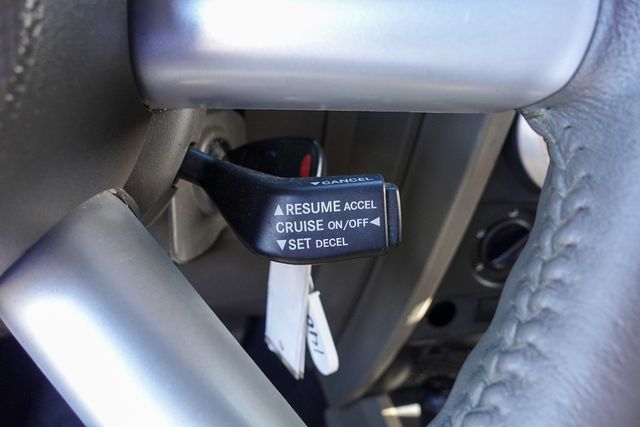 ▼CANCEL
▲RESUME ACCEL
CRUISE ON/OFF◄
▼SET DECEL